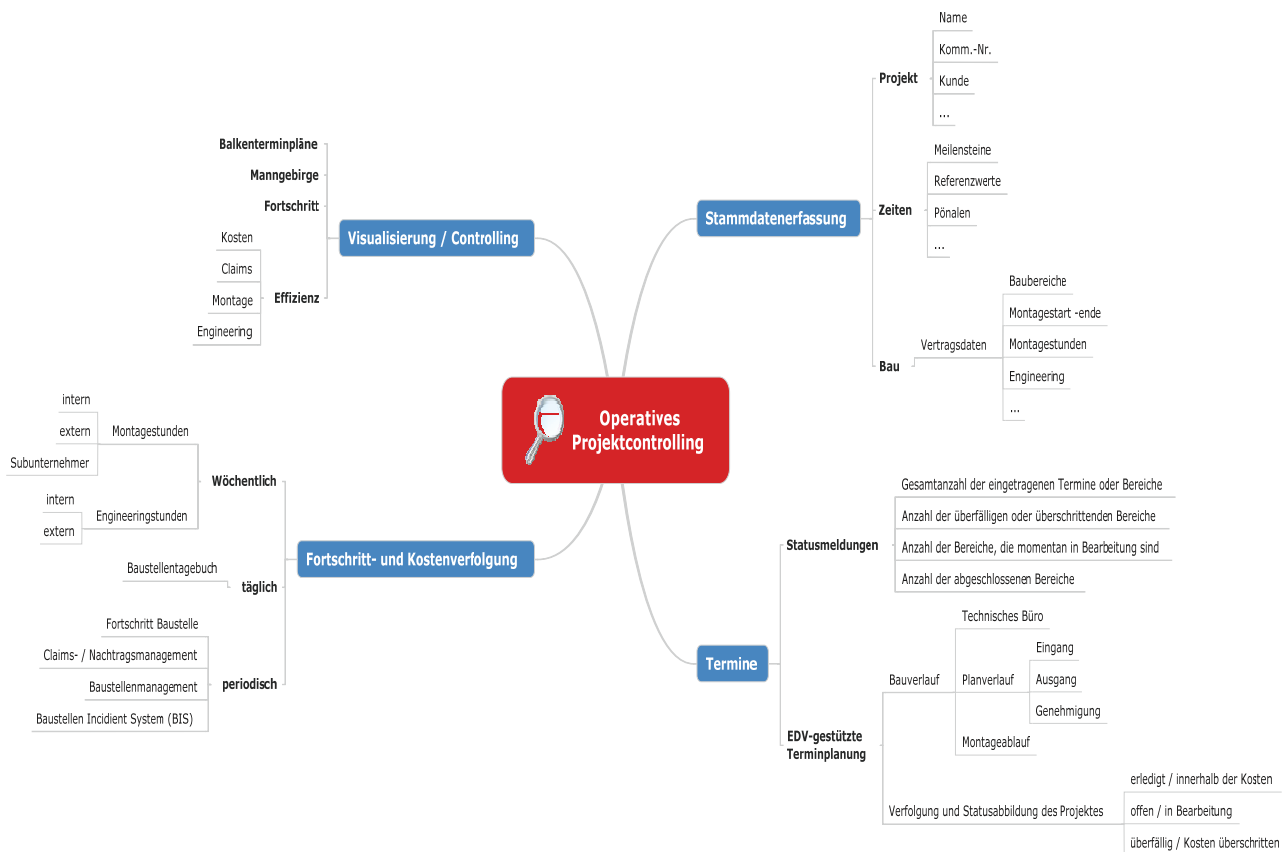 Operatives
Projektcontrolling
Stammdatenerfassung
Projekt
Name
Komm.-Nr.
Kunde
...
Zeiten
Meilensteine
Referenzwerte
Pönalen
...
Bau
Vertragsdaten
Baubereiche
Montagestart -ende
Montagestunden
Engineering
...
Termine
Statusmeldungen
Gesamtanzahl der eingetragenen Termine oder Bereiche
Anzahl der überfälligen oder überschrittenden Bereiche
Anzahl der Bereiche, die momentan in Bearbeitung sind
Anzahl der abgeschlossenen Bereiche
EDV-gestützte
Terminplanung
Bauverlauf
Technisches Büro
Planverlauf
Eingang
Ausgang
Genehmigung
Montageablauf
Verfolgung und Statusabbildung des Projektes
erledigt / innerhalb der Kosten
offen / in Bearbeitung
überfällig / Kosten überschritten
Fortschritt- und Kostenverfolgung
Wöchentlich
Montagestunden
intern
extern
Subunternehmer
Engineeringstunden
intern
extern
täglich
Baustellentagebuch
periodisch
Fortschritt Baustelle
Claims- / Nachtragsmanagement
Baustellenmanagement
Baustellen Incidient System (BIS)
Visualisierung / Controlling
Balkenterminpläne
Manngebirge
Fortschritt
Effizienz
Kosten
Claims
Montage
Engineering